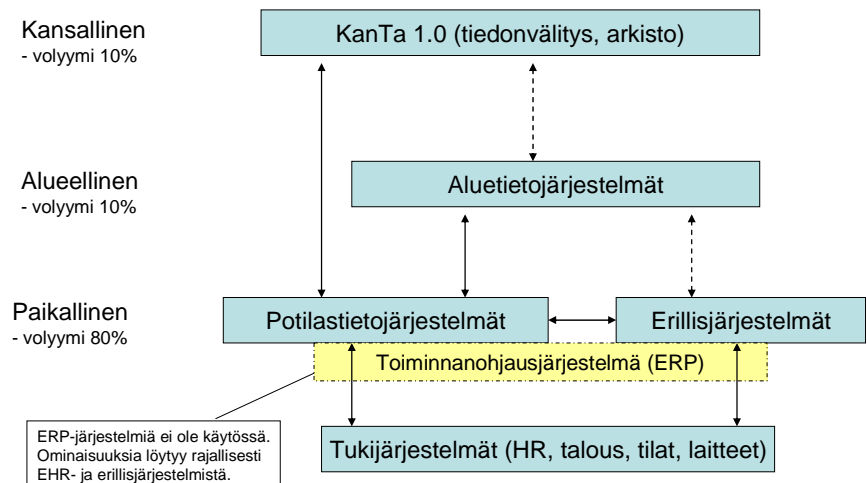 Kansallinen
- volyymi 10%
KanTa 1.0 (tiedonvälitys, arkisto)
Alueellinen
- volyymi 10%
Aluetietojärjestelmät
Paikallinen
- volyymi 80%
Potilastietojärjestelmät
Erillisjärjestelmät
Toiminnanohjausjärjestelmä (ERP)
ERP-järjestelmiä ei ole käytössä.
Ominaisuuksia löytyy rajallisesti
EHR- ja erillisjärjestelmistä.
Tukijärjestelmät (HR, talous, tilat, laitteet)